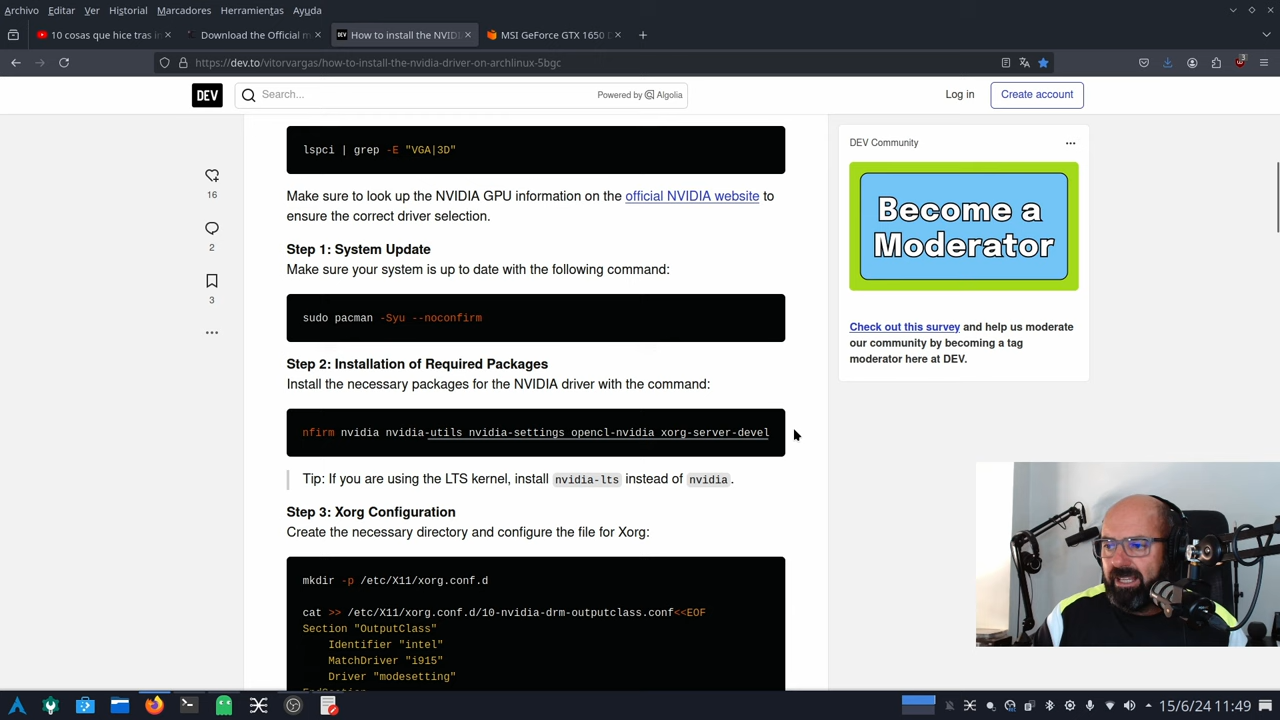 Archivo Editar Ver Historial Marcadores Herramientas Ayuda
10 cosas que hice tras in
Download the Official m
DEV How to install the NVIDI
MSI GeForce GTX 1650 D
https://dev.to/vitorvargas/how-to-install-the-nvidia-driver-on-archlinux-5bgc
DEV
Search...
Powered by Algolia
Log in
Create account
lspci | grep -E "VGA|3D"
Make sure to look up the NVIDIA GPU information on the official NVIDIA website to
ensure the correct driver selection.
Step 1: System Update
Make sure your system is up to date with the following command:
sudo pacman -Syu --noconfirm
Step 2: Installation of Required Packages
Install the necessary packages for the NVIDIA driver with the command:
nfirm nvidia nvidia-utils nvidia-settings opencl-nvidia xorg-server-devel
Tip: If you are using the LTS kernel, install nvidia-lts instead of nvidia.
Step 3: Xorg Configuration
Create the necessary directory and configure the file for Xorg:
mkdir -p /etc/X11/xorg.conf.d
cat >> /etc/X11/xorg.conf.d/10-nvidia-drm-outputclass.conf<<EOF
Section "OutputClass"
Identifier "intel"
MatchDriver "i915"
Driver "modesetting"
EndSection
16
2
3
DEV Community
Become a
Moderator
Check out this survey and help us moderate
our community by becoming a tag
moderator here at DEV.
15/6/24 11:49